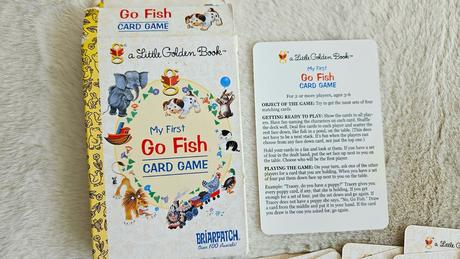 Go Fish
CARD GAME
a Little Golden Book™
My First
Go Fish
CARD GAME
BRIARPATCH
Over 100 Awards!
a Little Golden Book™
My First
Go Fish
CARD GAME
For 2 or more players, ages 3-6
OBJECT OF THE GAME: Try to get the most sets of four
matching cards.
GETTING READY TO PLAY: Show the cards to all play-
ers. Have fun naming the characters on each card. Shuffle
the deck well. Deal five cards to each player and scatter the
rest face down, like fish in a pond, on the table. (This does
not have to be a neat stack. It's fun when the players can
choose from any face down card, not just the top one.)
Hold your cards in a fan and look at them. If you have a set
of four in the dealt hand, put the set face up next to you on
the table. Choose who will be the first player.
PLAYING THE GAME: On your turn, ask one of the other
players for a card that you are holding. When you have a set
of four put them down face up next to you on the table.
Example: "Tracey, do you have a puppy?" Tracey gives you
every puppy card, if any, that she is holding. If you get
enough for a set of four, put the set down and go again. If
Tracey does not have a puppy she says, "No, Go Fish." Draw
a card from the middle and put it in your hand. If the card
you draw is the one you asked for, go again.